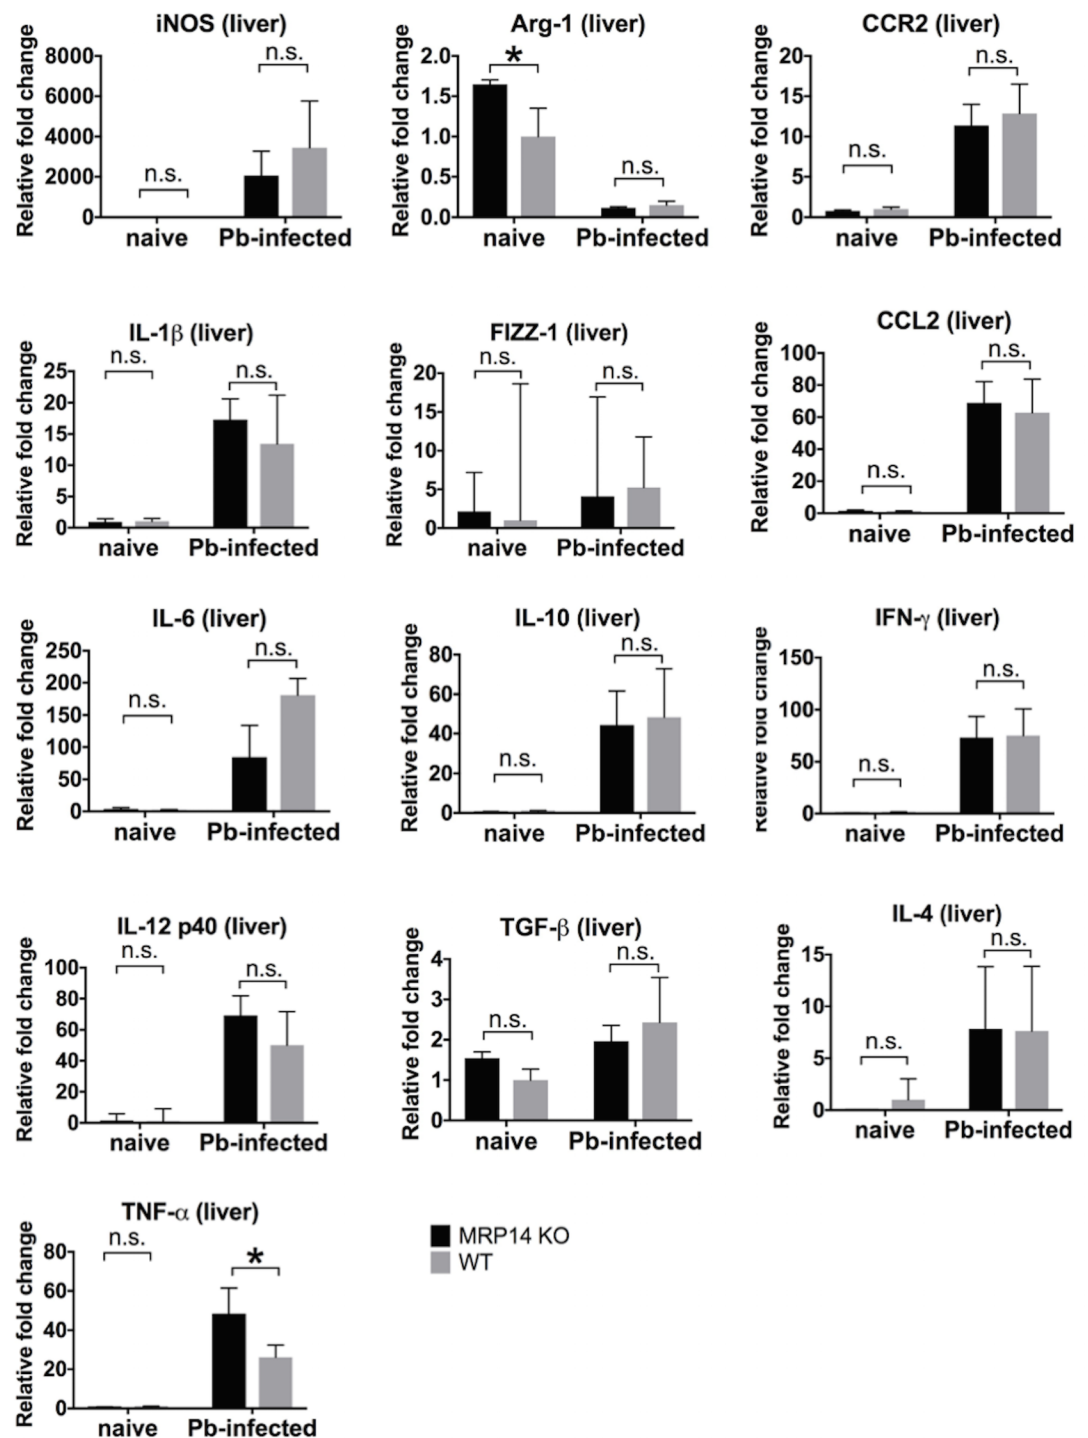 iNOS (liver)
Relative fold change
8000
6000
4000
2000
0
n.s.
n.s.
naive
Pb-infected
Arg-1 (liver)
Relative fold change
2.0
1.5
1.0
0.5
0.0
*
n.s.
naive
Pb-infected
CCR2 (liver)
Relative fold change
20
15
10
5
0
n.s.
n.s.
naive
Pb-infected
IL-1β (liver)
Relative fold change
25
20
15
10
5
0
n.s.
n.s.
naive
Pb-infected
FIZZ-1 (liver)
Relative fold change
20
15
10
5
0
n.s.
n.s.
naive
Pb-infected
CCL2 (liver)
Relative fold change
100
80
60
40
20
0
n.s.
n.s.
naive
Pb-infected
IL-6 (liver)
Relative fold change
250
200
150
100
50
0
n.s.
n.s.
naive
Pb-infected
IL-10 (liver)
Relative fold change
80
60
40
20
0
n.s.
n.s.
naive
Pb-infected
IFN-γ (liver)
Relative fold change
150
100
50
0
n.s.
n.s.
naive
Pb-infected
IL-12 p40 (liver)
Relative fold change
100
80
60
40
20
0
n.s.
n.s.
naive
Pb-infected
TGF-β (liver)
Relative fold change
4
3
2
1
0
n.s.
n.s.
naive
Pb-infected
IL-4 (liver)
Relative fold change
15
10
5
0
n.s.
n.s.
naive
Pb-infected
TNF-α (liver)
Relative fold change
80
60
40
20
0
n.s.
*
naive
Pb-infected
MRP14 KO
WT